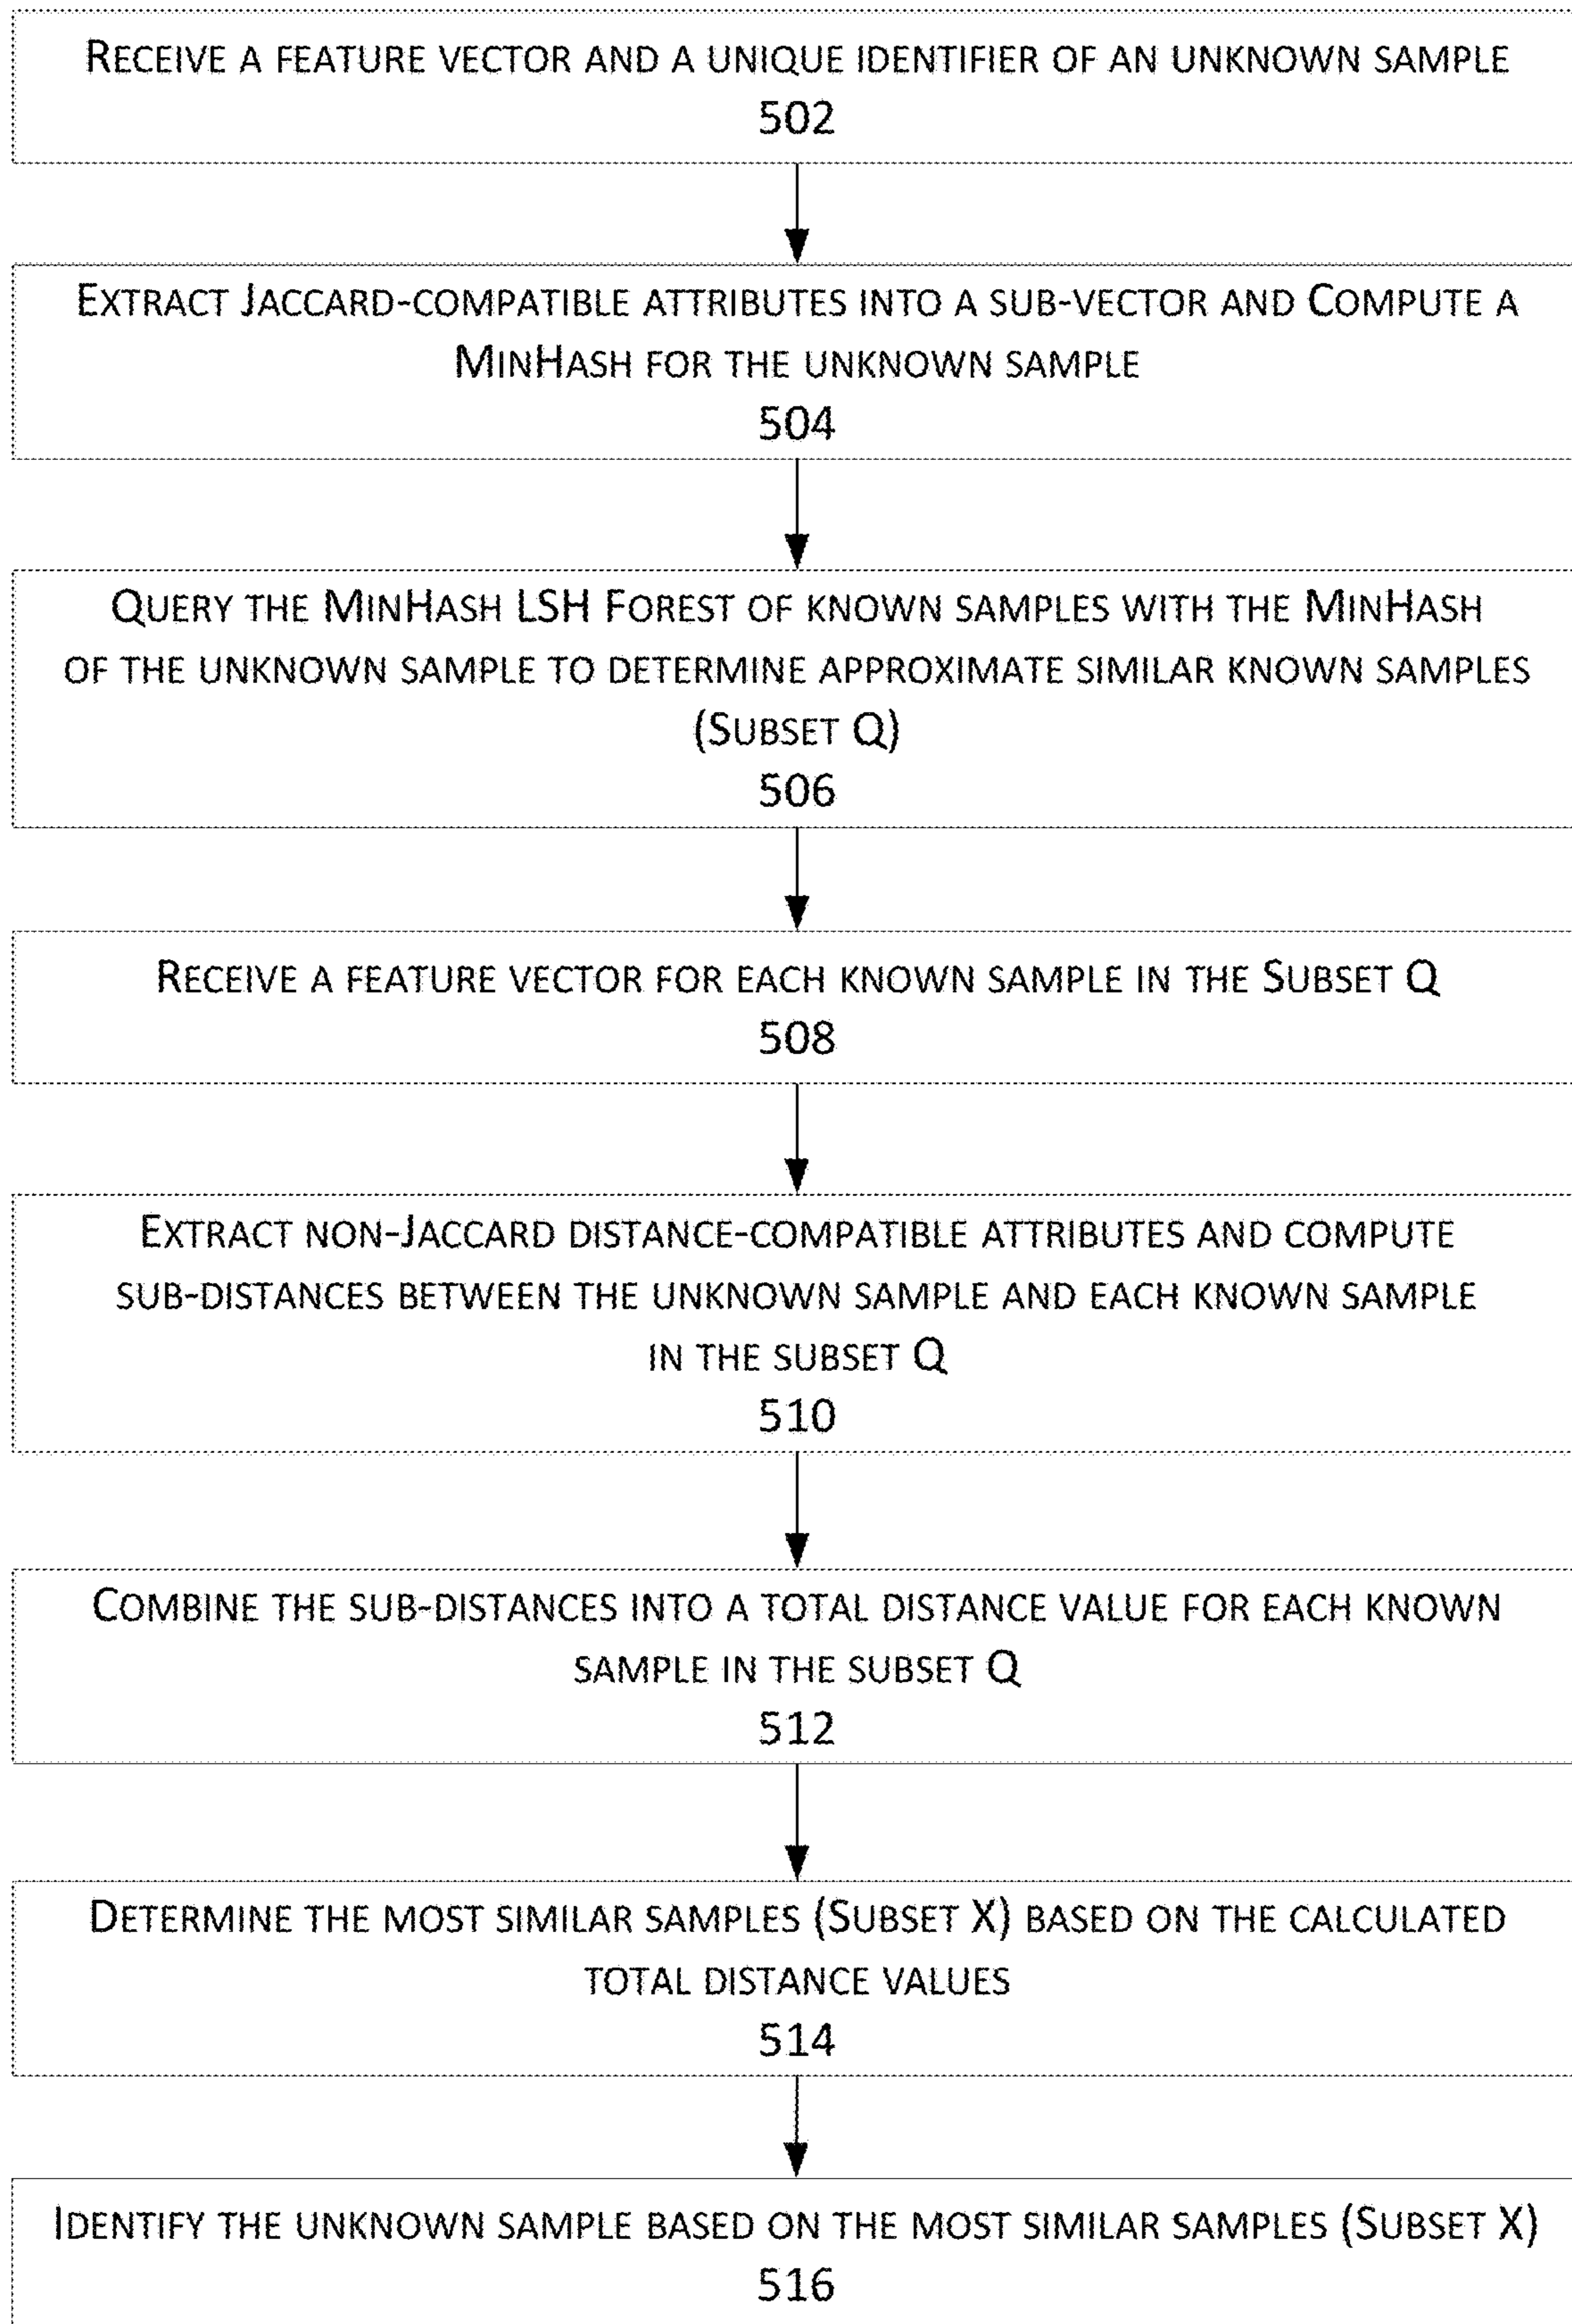 RECEIVE A FEATURE VECTOR AND A UNIQUE IDENTIFIER OF AN UNKNOWN SAMPLE
502
EXTRACT JACCARD-COMPATIBLE ATTRIBUTES INTO A SUB-VECTOR AND COMPUTE A
MINHASH FOR THE UNKNOWN SAMPLE
504
QUERY THE MINHASH LSH FOREST OF KNOWN SAMPLES WITH THE MINHASH
OF THE UNKNOWN SAMPLE TO DETERMINE APPROXIMATE SIMILAR KNOWN SAMPLES
(SUBSET Q)
506
RECEIVE A FEATURE VECTOR FOR EACH KNOWN SAMPLE IN THE SUBSET Q
508
EXTRACT NON-JACCARD DISTANCE-COMPATIBLE ATTRIBUTES AND COMPUTE
SUB-DISTANCES BETWEEN THE UNKNOWN SAMPLE AND EACH KNOWN SAMPLE
IN THE SUBSET Q
510
COMBINE THE SUB-DISTANCES INTO A TOTAL DISTANCE VALUE FOR EACH KNOWN
SAMPLE IN THE SUBSET Q
512
DETERMINE THE MOST SIMILAR SAMPLES (SUBSET X) BASED ON THE CALCULATED
TOTAL DISTANCE VALUES
514
IDENTIFY THE UNKNOWN SAMPLE BASED ON THE MOST SIMILAR SAMPLES (SUBSET X)
516